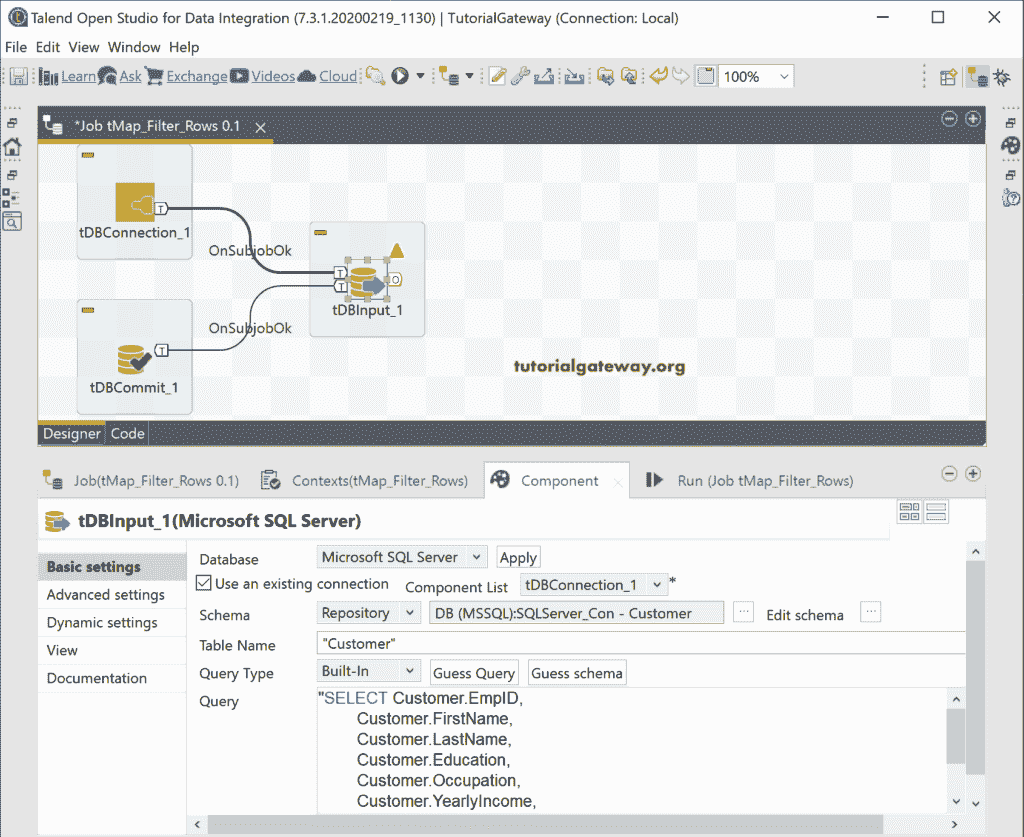 Talend Open Studio for Data Integration (7.3.1.20200219_1130) | TutorialGateway (Connection: Local)
File Edit View Window Help
Learn Ask Exchange Videos Cloud 100%
*Job tMap_Filter_Rows 0.1
T
tDBConnection_1
OnSubjobOk
T
O
T
tDBInput_1
OnSubjobOk
T
tDBCommit_1
tutorialgateway.org
Designer Code
Job(tMap_Filter_Rows 0.1) Contexts(tMap_Filter_Rows) Component Run (Job tMap_Filter_Rows)
tDBInput_1(Microsoft SQL Server)
Basic settings
Advanced settings
Dynamic settings
View
Documentation
Database Microsoft SQL Server Apply
Use an existing connection Component List tDBConnection_1 *
Schema Repository DB (MSSQL):SQLServer_Con - Customer ... Edit schema ...
Table Name "Customer"
Query Type Built-In Guess Query Guess schema
Query "SELECT Customer.EmpID,
Customer.FirstName,
Customer.LastName,
Customer.Education,
Customer.Occupation,
Customer.YearlyIncome,